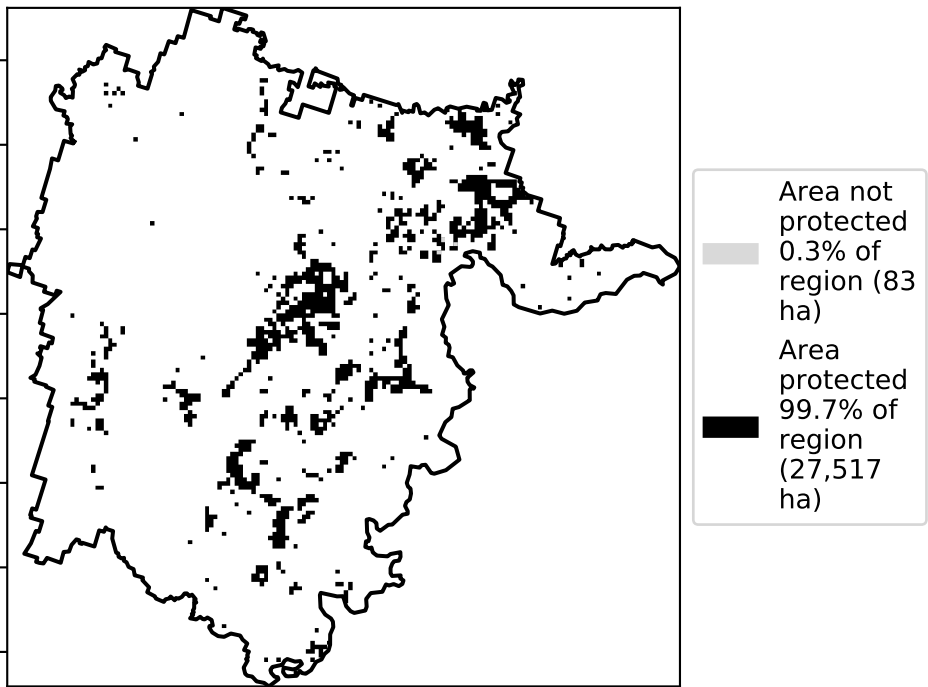 Area not
protected
0.3% of
region (83
ha)
Area
protected
99.7% of
region
(27,517
ha)